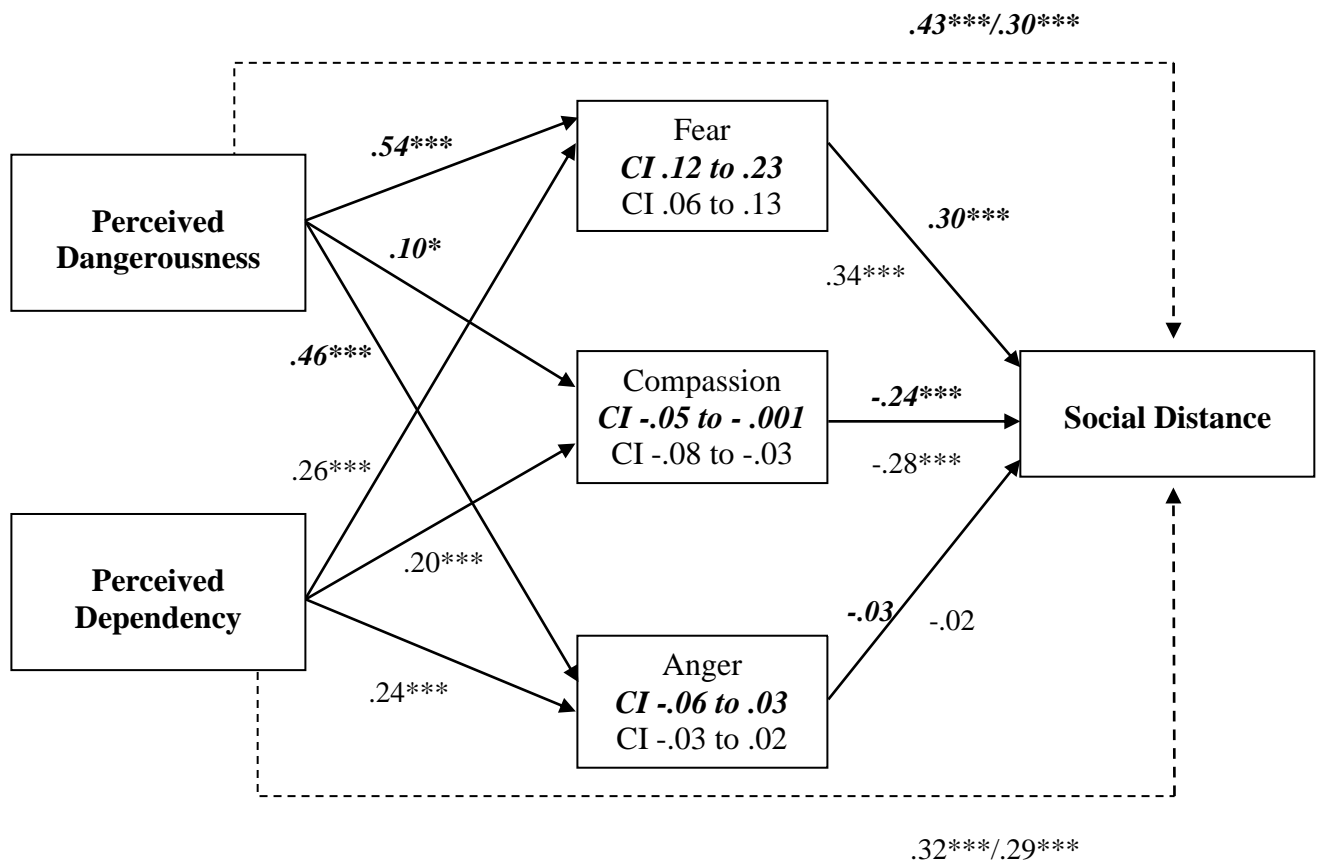 .43***/.30***
Perceived
Dangerousness
.54***
.10*
.46***
Fear
CI .12 to .23
CI .06 to .13
.30***
.34***
Compassion
CI -.05 to - .001
CI -.08 to -.03
-.24***
-.28***
Social Distance
.26***
.20***
.24***
Perceived
Dependency
Anger
CI -.06 to .03
CI -.03 to .02
-.03
-.02
.32***/.29***